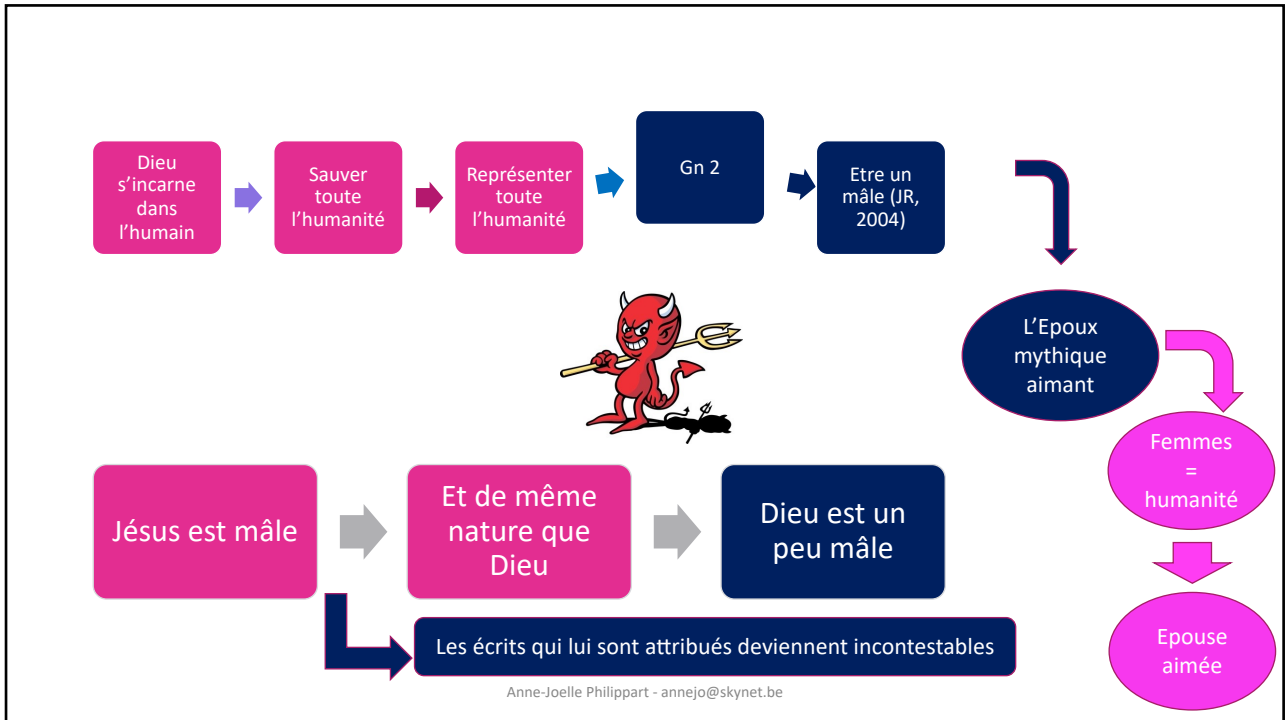 Dieu
s’incarne
dans
l’humain
Sauver
toute
l’humanité
Représenter
toute
l’humanité
Gn 2
Etre un
mâle (JR,
2004)
L’Epoux
mythique
aimant
Femmes
=
humanité
Epouse
aimée
Jésus est mâle
Et de même
nature que
Dieu
Dieu est un
peu mâle
Les écrits qui lui sont attribués deviennent incontestables
Anne-Joelle Philippart - annejo@skynet.be